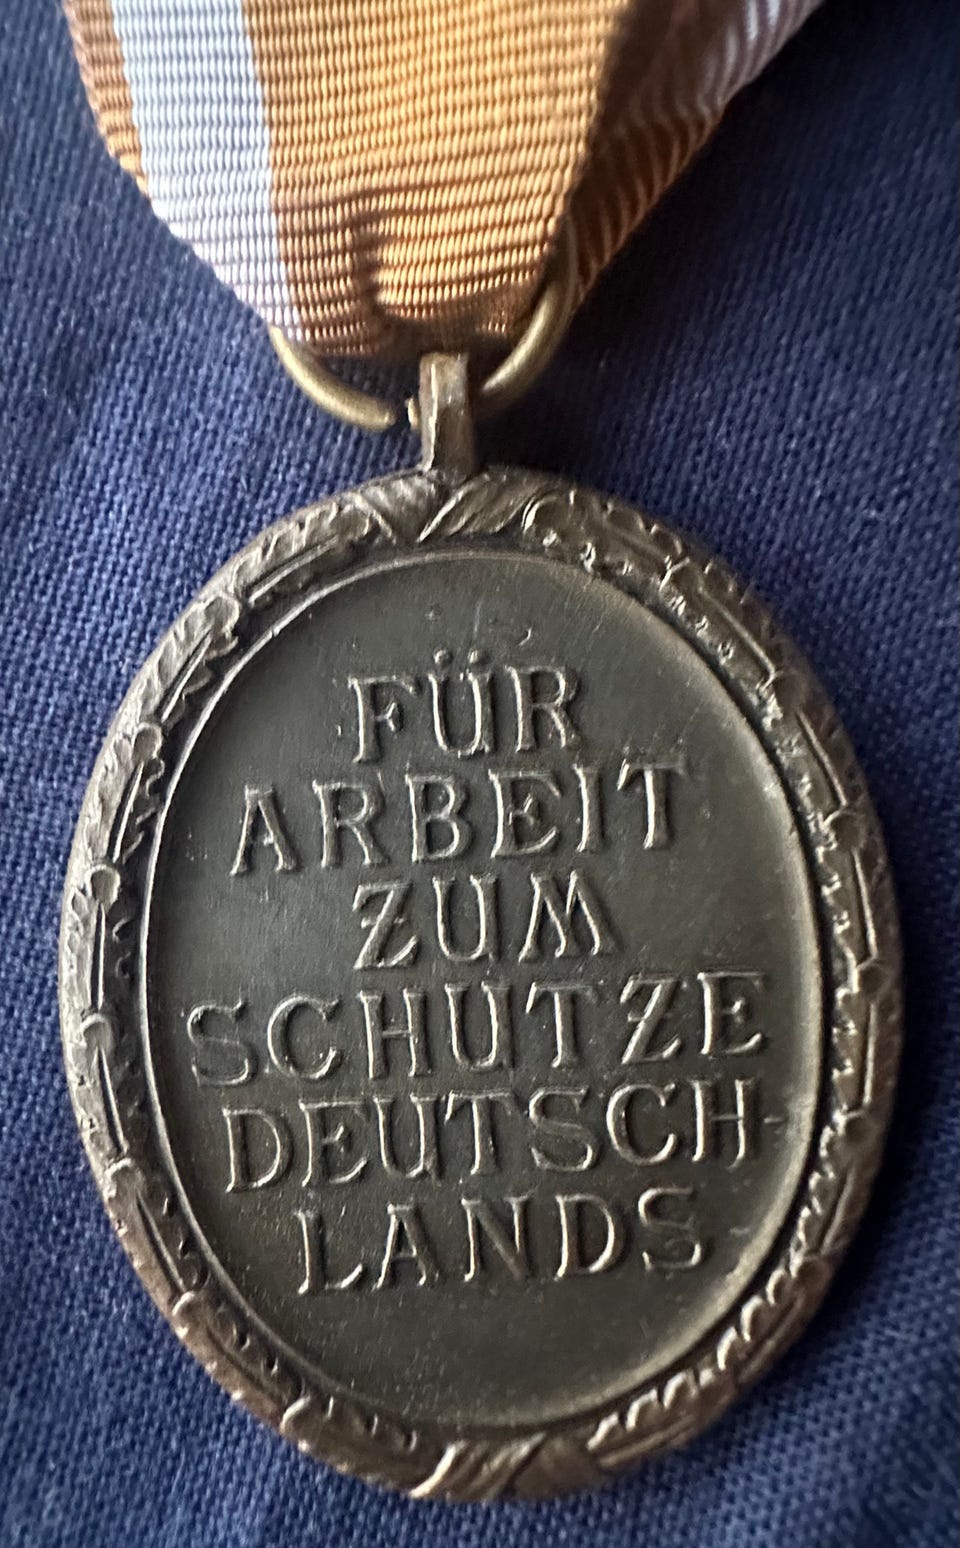 FÜR
ARBEIT
ZUM
SCHUTZE
DEUTSCH-
LANDS